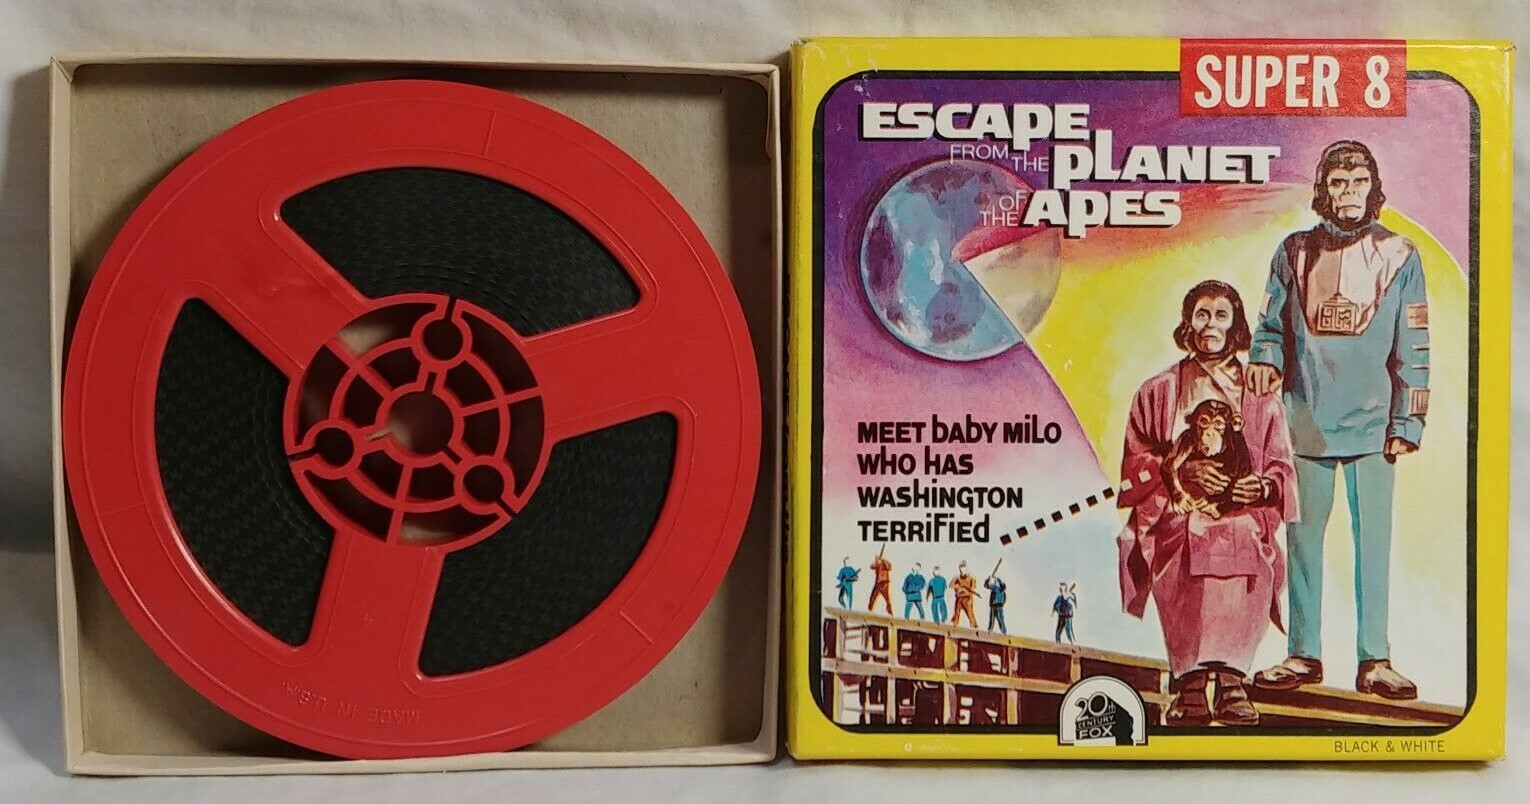 SUPER 8
ESCAPE
FROM THE PLANET
OF THE APES
MEET BABY MILO
WHO HAS
WASHINGTON
TERRIFIED
20th
CENTURY
FOX
BLACK & WHITE
MADE IN U.S.A.
4